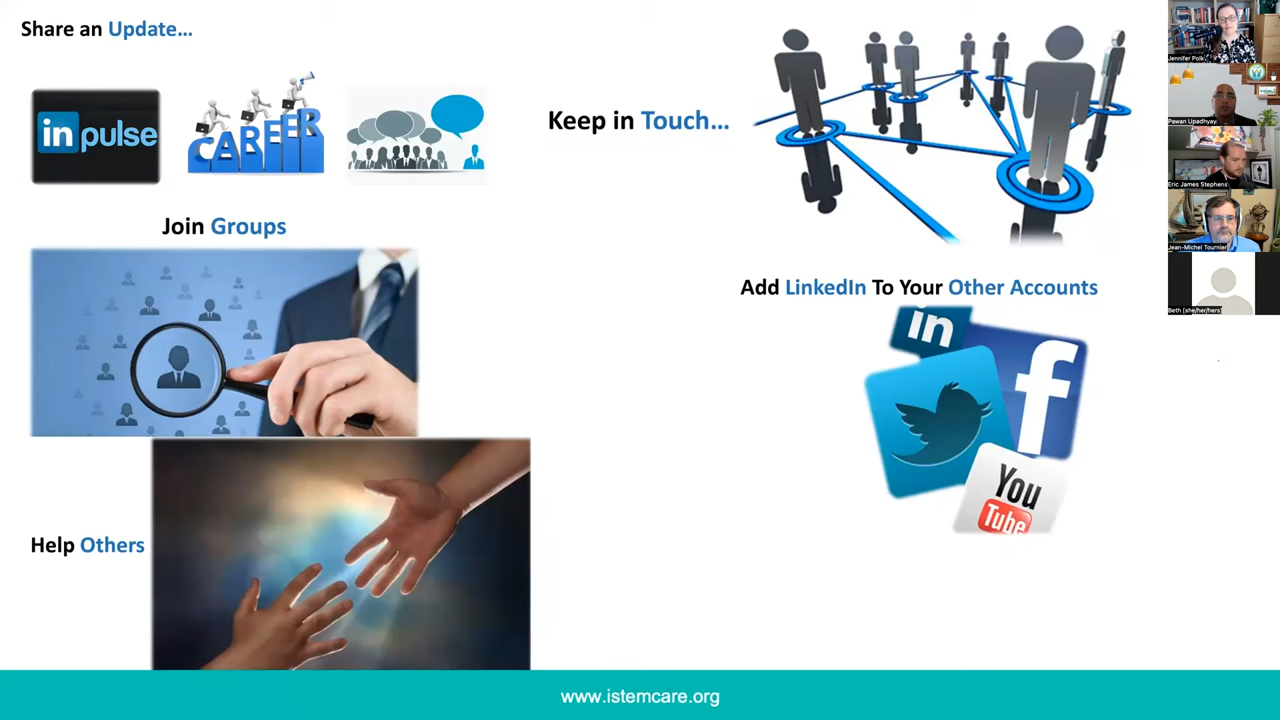 Share an Update...
in pulse
CAREER
Join Groups
Help Others
Keep in Touch...
Add LinkedIn To Your Other Accounts
in
f
You
Tube
www.istemcare.org
Jennifer Polk
Pawan Upadhyay
Eric James Stephens
Jean-Michel Tournier
Beth [she/her/hers]